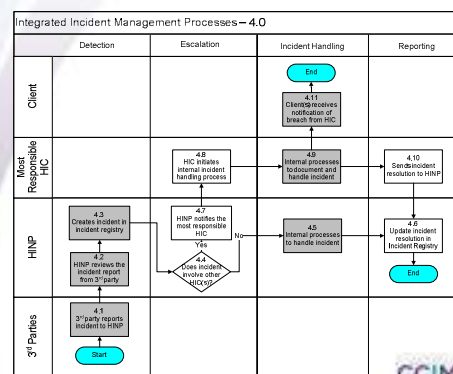 Integrated Incident Management Processes – 4.0
Detection
Escalation
Incident Handling
Reporting
Client
End
4.11
Client(s) receives
notification of
breach from HIC
Most
Responsible
HIC
4.8
HIC initiates
internal incident
handling process
4.9
Internal processes
to document and
handle incident
4.10
Sends incident
resolution to HINP
HINP
4.3
Creates incident in
incident registry
4.2
HINP reviews the
incident report
from 3rd party
4.7
HINP notifies the
most responsible
HIC
Yes
No
4.4
Does incident
involve other
HIC(s)?
4.5
Internal processes
to handle incident
4.6
Update incident
resolution in
Incident Registry
End
3rd Parties
4.1
3rd party reports
incident to HINP
Start